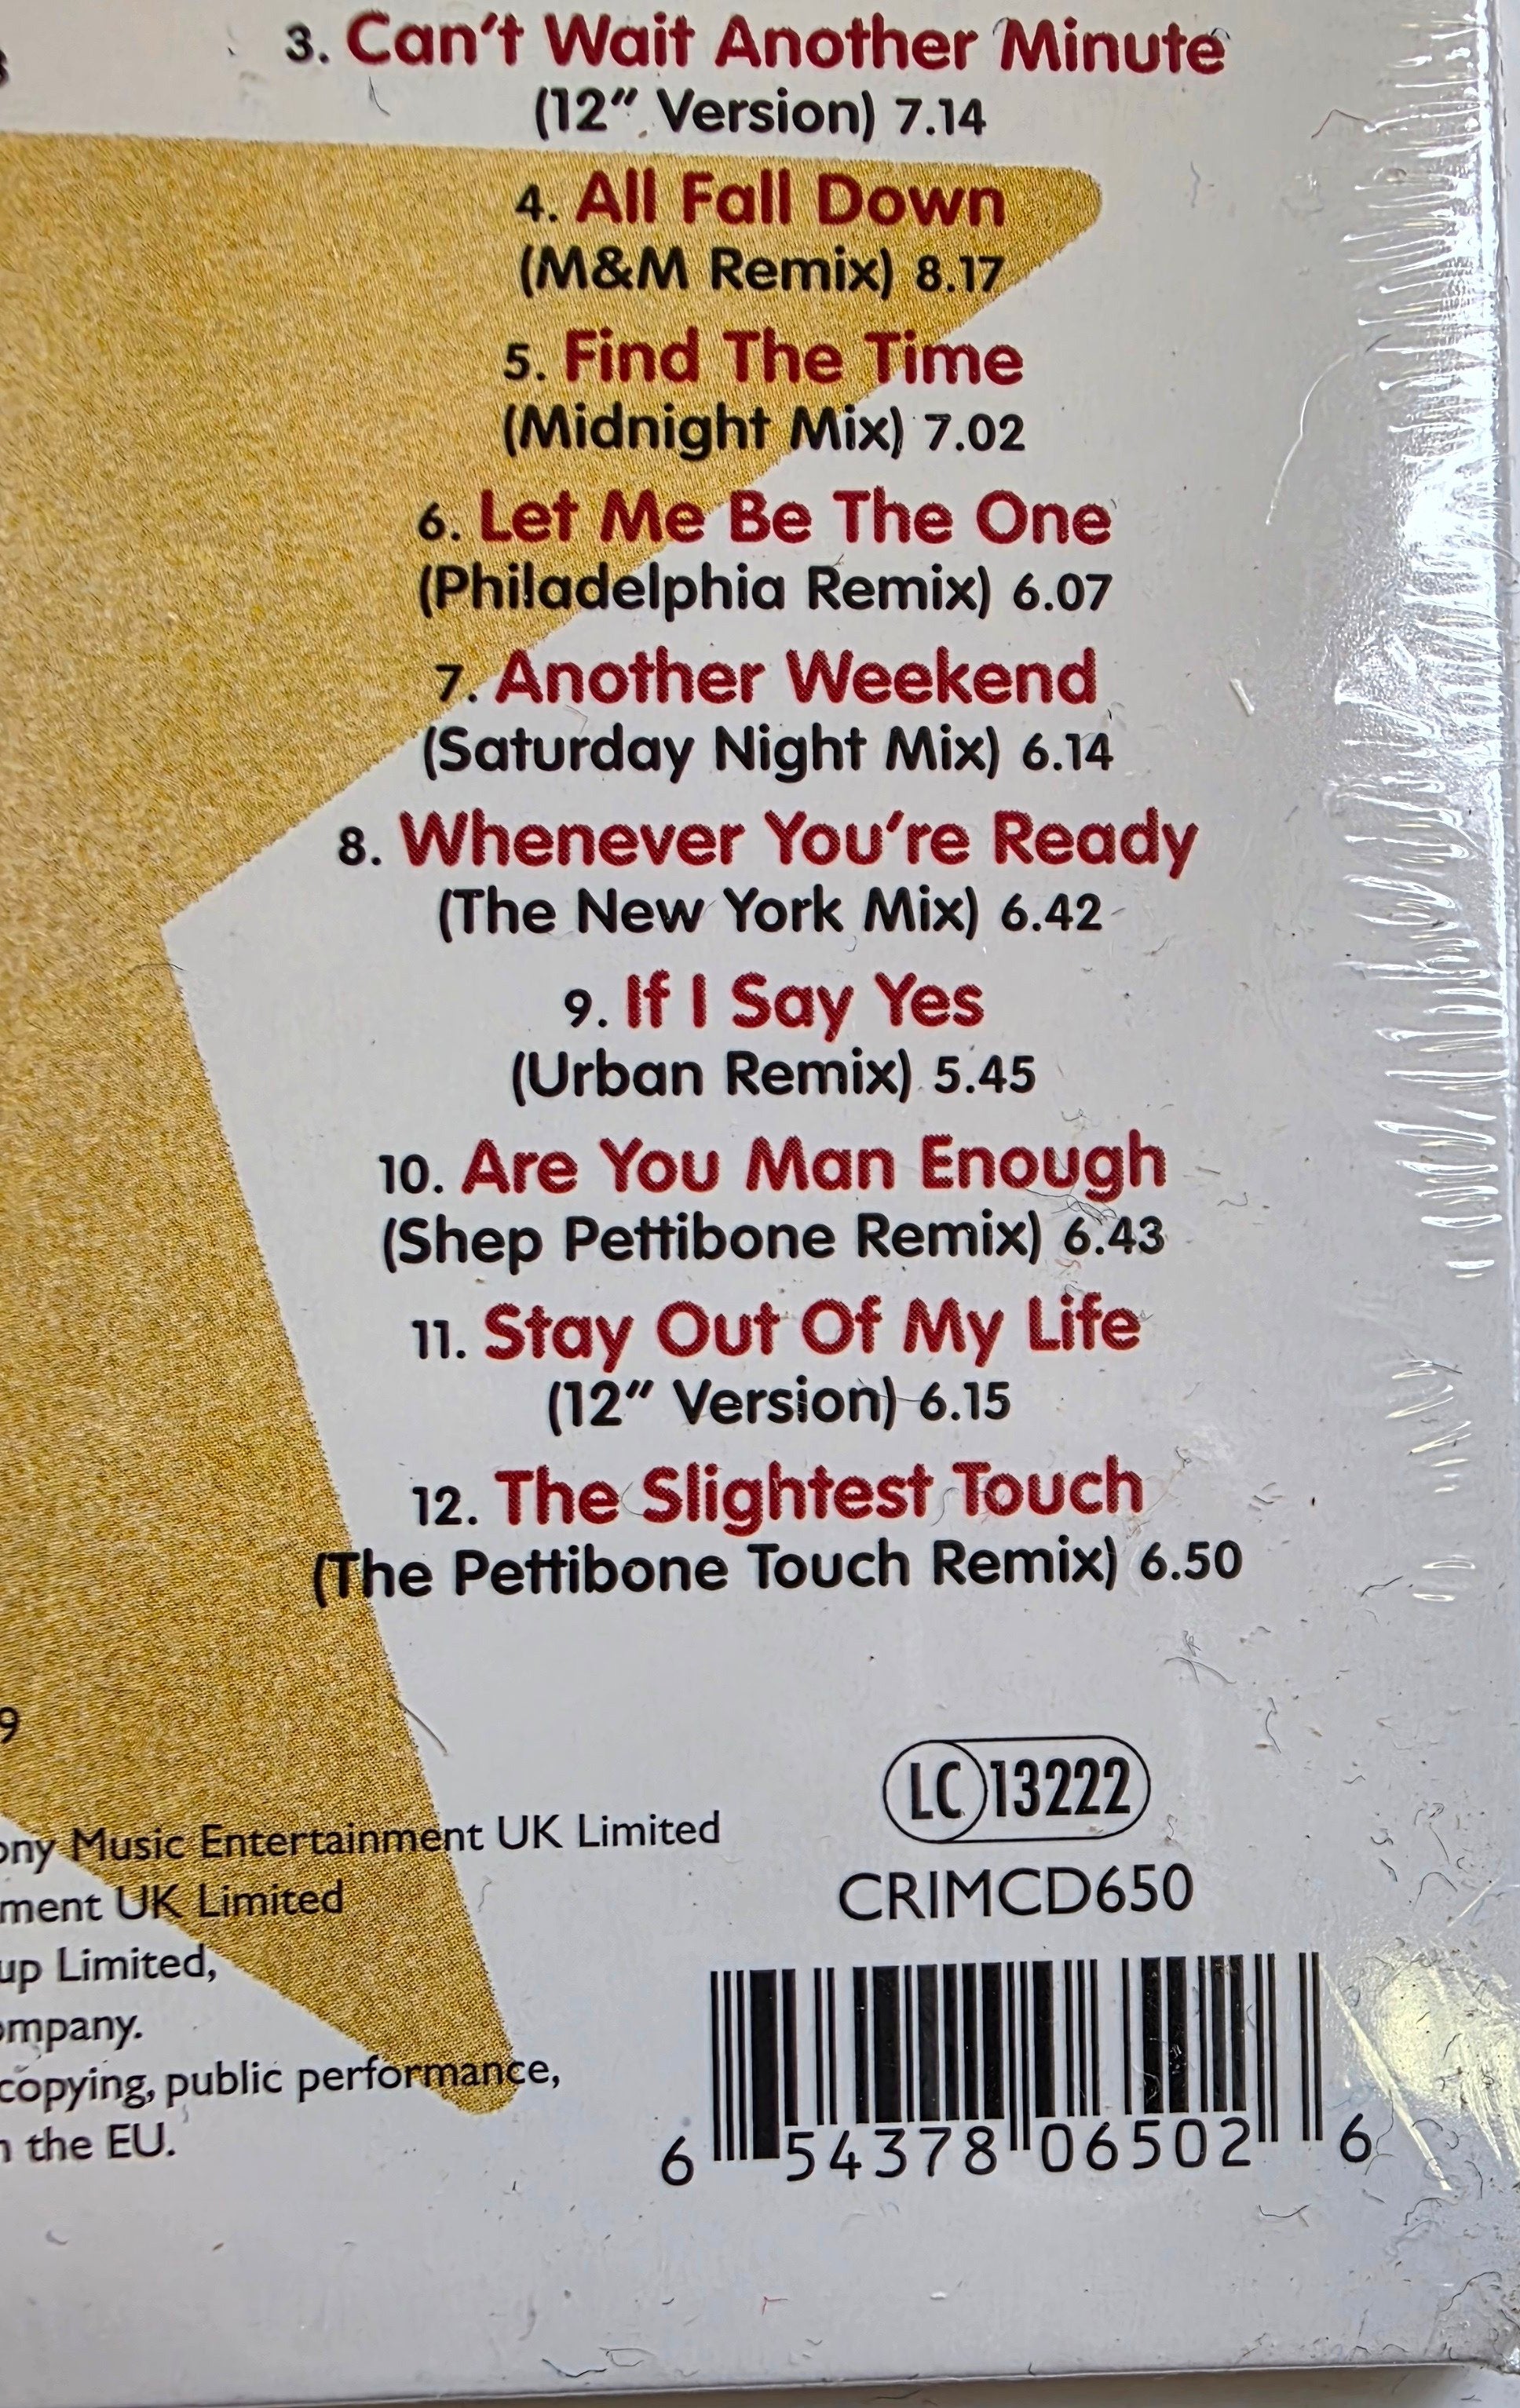 3. Can't Wait Another Minute
(12" Version) 7.14
4. All Fall Down
(M&M Remix) 8.17
5. Find The Time
(Midnight Mix) 7.02
6. Let Me Be The One
(Philadelphia Remix) 6.07
7. Another Weekend
(Saturday Night Mix) 6.14
8. Whenever You're Ready
(The New York Mix) 6.42
9. If I Say Yes
(Urban Remix) 5.45
10. Are You Man Enough
(Shep Pettibone Remix) 6.43
11. Stay Out Of My Life
(12" Version) 6.15
12. The Slightest Touch
(The Pettibone Touch Remix) 6.50
9
ony Music Entertainment UK Limited
ment UK Limited
up Limited,
ompany.
copying, public performance,
the EU.
LC 13222
CRIMCD650
6 54378 06502 6